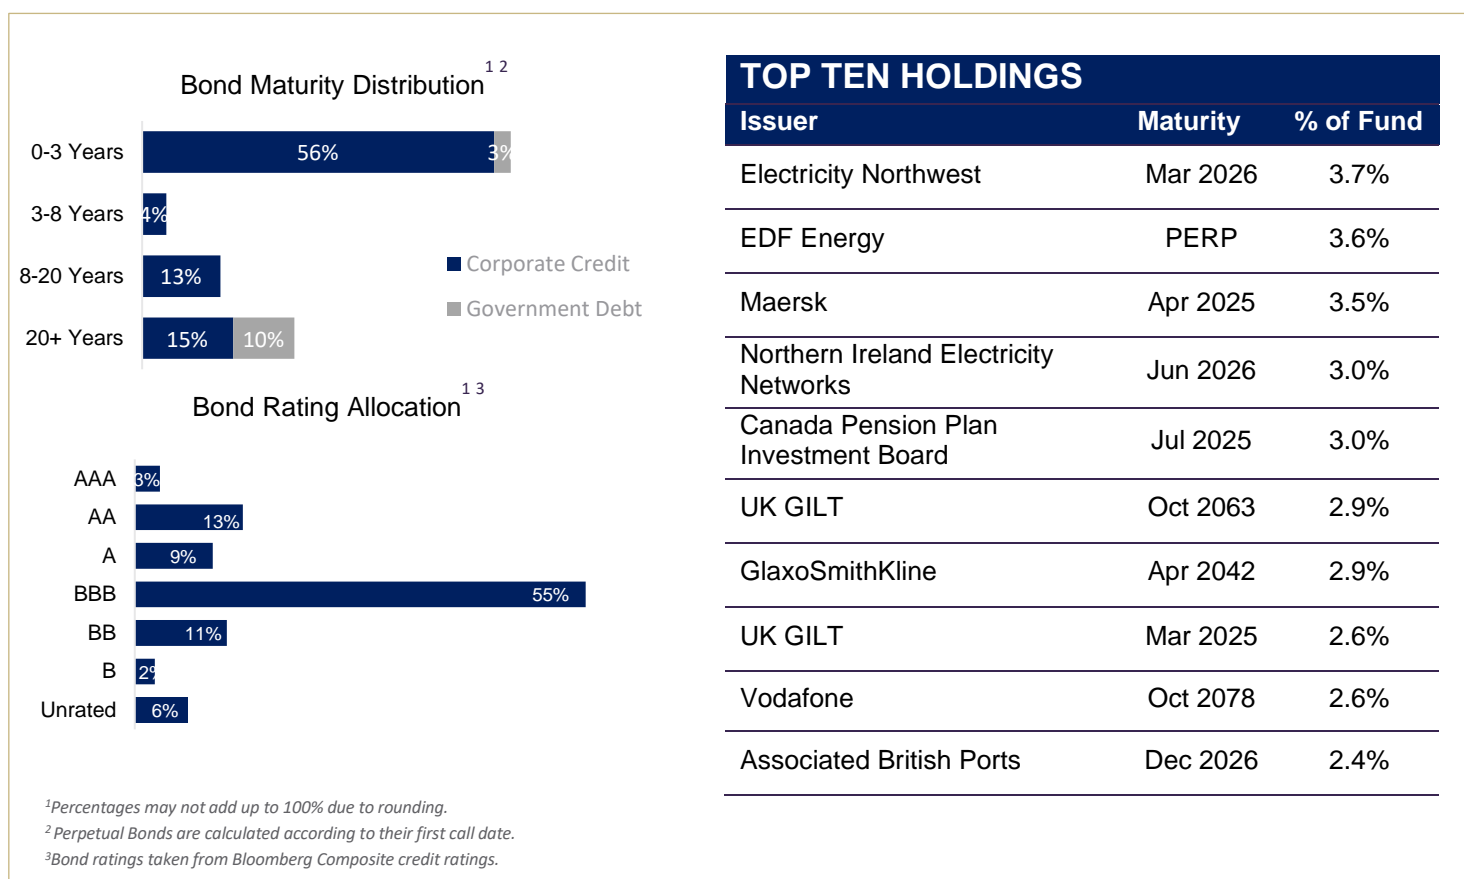 Bond Maturity Distribution1 2
0-3 Years 56% 3%
3-8 Years 4%
8-20 Years 13%
20+ Years 15% 10%
Corporate Credit
Government Debt
Bond Rating Allocation1 3
AAA 3%
AA 13%
A 9%
BBB 55%
BB 11%
B 2%
Unrated 6%
1Percentages may not add up to 100% due to rounding.
2 Perpetual Bonds are calculated according to their first call date.
3Bond ratings taken from Bloomberg Composite credit ratings.
TOP TEN HOLDINGS
Issuer Maturity % of Fund
Electricity Northwest Mar 2026 3.7%
EDF Energy PERP 3.6%
Maersk Apr 2025 3.5%
Northern Ireland Electricity
Networks Jun 2026 3.0%
Canada Pension Plan
Investment Board Jul 2025 3.0%
UK GILT Oct 2063 2.9%
GlaxoSmithKline Apr 2042 2.9%
UK GILT Mar 2025 2.6%
Vodafone Oct 2078 2.6%
Associated British Ports Dec 2026 2.4%